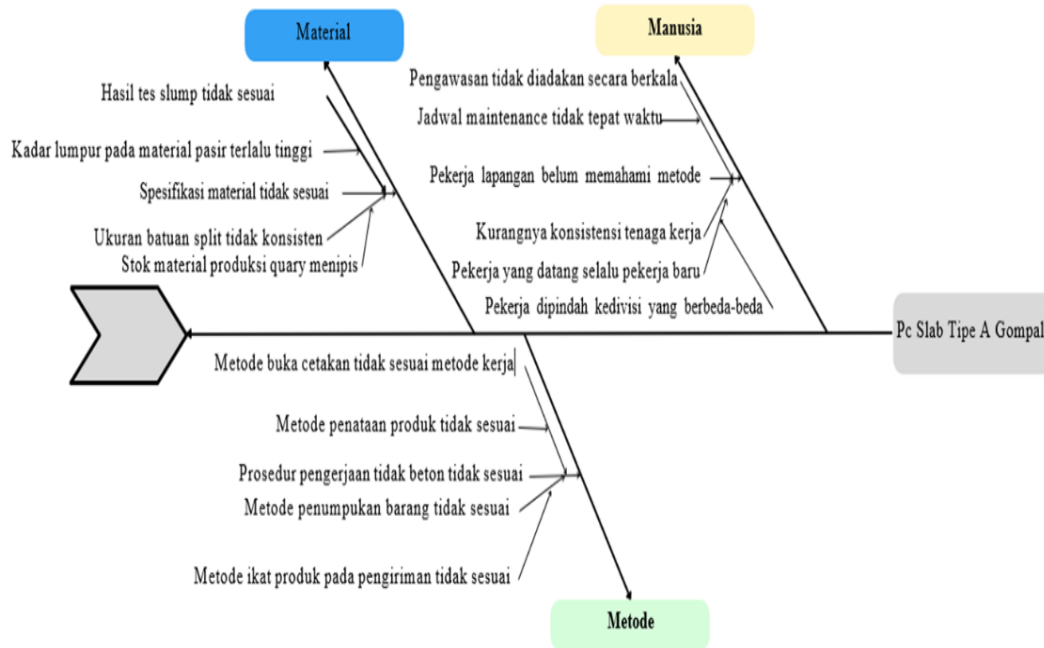 Material
Manusia
Hasil tes slump tidak sesuai
Kadar lumpur pada material pasir terlalu tinggi
Spesifikasi material tidak sesuai
Ukuran batuan split tidak konsisten
Stok material produksi quary menipis
Pengawasan tidak diadakan secara berkala
Jadwal maintenance tidak tepat waktu
Pekerja lapangan belum memahami metode
Kurangnya konsistensi tenaga kerja
Pekerja yang datang selalu pekerja baru
Pekerja dipindah kedivisi yang berbeda-beda
Pc Slab Tipe A Gompal
Metode buka cetakan tidak sesuai metode kerja
Metode penataan produk tidak sesuai
Prosedur pengerjaan tidak beton tidak sesuai
Metode penumpukan barang tidak sesuai
Metode ikat produk pada pengiriman tidak sesuai
Metode